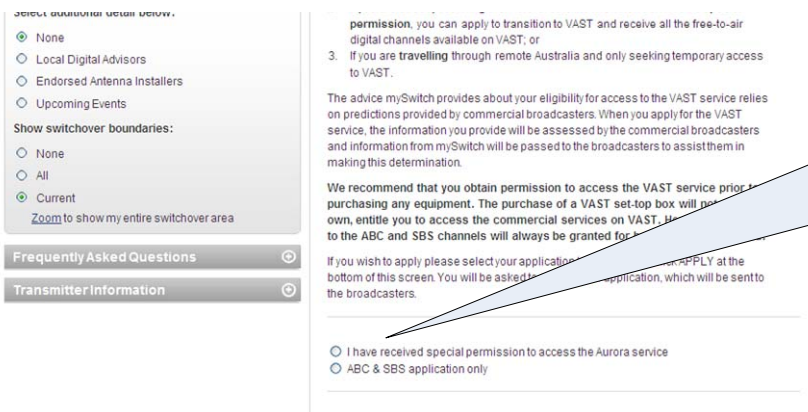 Select additional detail below:
None
Local Digital Advisors
Endorsed Antenna Installers
Upcoming Events
Show switchover boundaries:
None
All
Current
Zoom to show my entire switchover area
Frequently Asked Questions
Transmitter Information
permission, you can apply to transition to VAST and receive all the free-to-air
digital channels available on VAST; or
3. If you are travelling through remote Australia and only seeking temporary access
to VAST.
The advice mySwitch provides about your eligibility for access to the VAST service relies
on predictions provided by commercial broadcasters. When you apply for the VAST
service, the information you provide will be assessed by the commercial broadcasters
and information from mySwitch will be passed to the broadcasters to assist them in
making this determination.
We recommend that you obtain permission to access the VAST service prior to
purchasing any equipment. The purchase of a VAST set-top box will not
own, entitle you to access the commercial services on VAST.
to the ABC and SBS channels will always be granted for
If you wish to apply please select your application APPLY at the
bottom of this screen. You will be asked to application, which will be sent to
the broadcasters.
I have received special permission to access the Aurora service
ABC & SBS application only